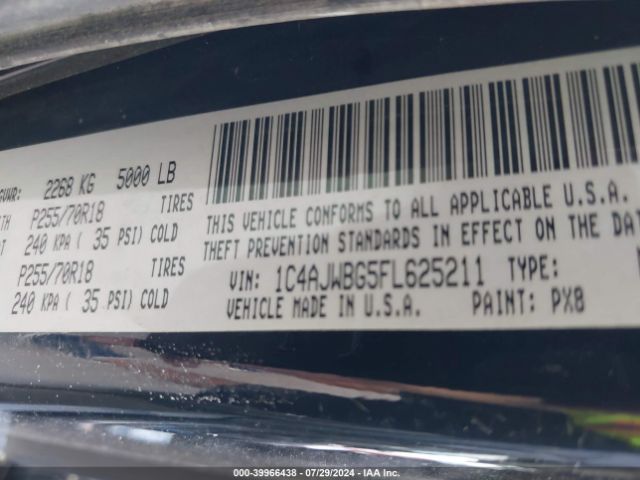 GVWR: 2268 KG 5000 LB
P255/70R18 TIRES
240 KPA ( 35 PSI) COLD
P255/70R18 TIRES
240 KPA ( 35 PSI) COLD
THIS VEHICLE CONFORMS TO ALL APPLICABLE U.S.A.
THEFT PREVENTION STANDARDS IN EFFECT ON THE DA
VIN: 1C4AJWBG5FL625211 TYPE:
VEHICLE MADE IN U.S.A. PAINT: PX8
000-39966438 - 07/29/2024 - IAAI.COM